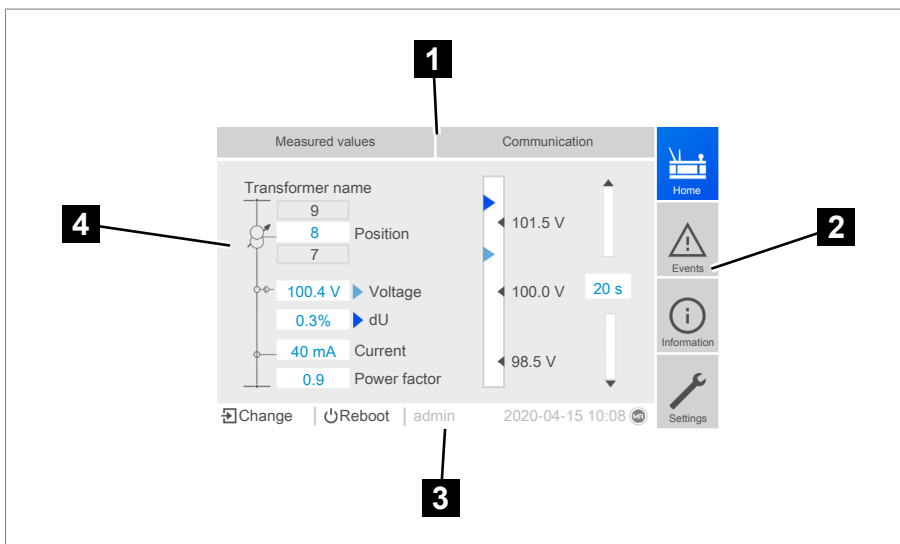 1
Measured values
Communication
Home
Transformer name
9
8 Position
7
101.5 V
4
2
Events
100.4 V Voltage
100.0 V
20 s
0.3% dU
Information
40 mA Current
98.5 V
0.9 Power factor
Change Reboot admin 2020-04-15 10:08 MR
Settings
3